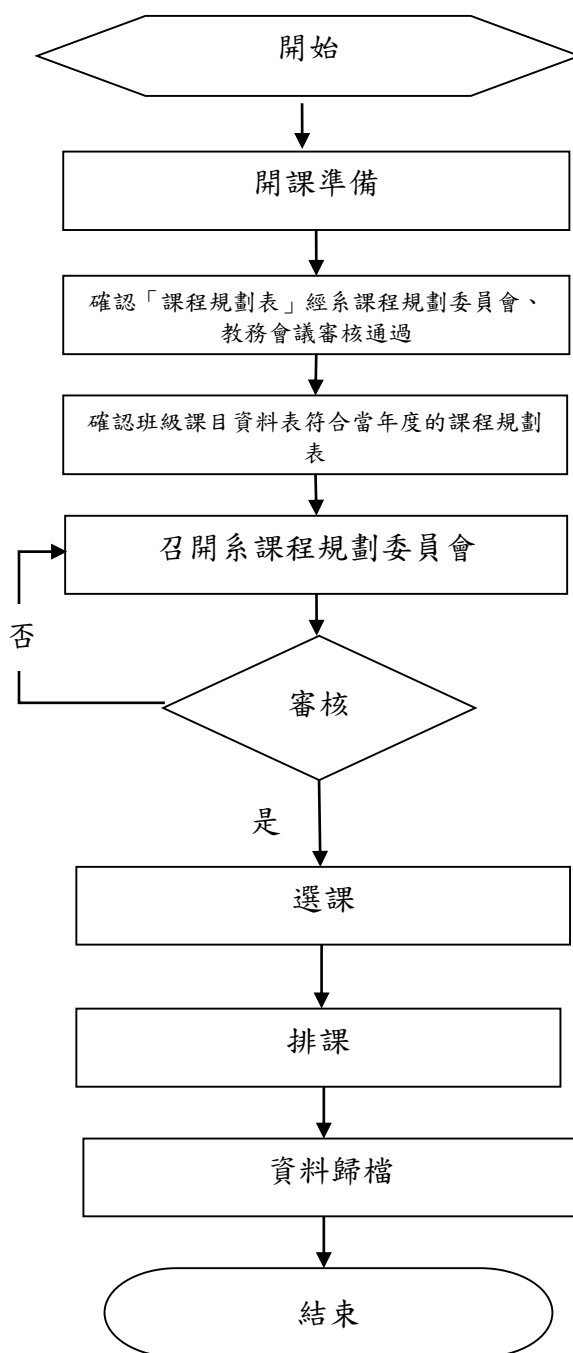 開始
開課準備
確認「課程規劃表」經系課程規劃委員會、
教務會議審核通過
確認班級課目資料表符合當年度的課程規劃
表
召開系課程規劃委員會
否
審核
是
選課
排課
資料歸檔
結束